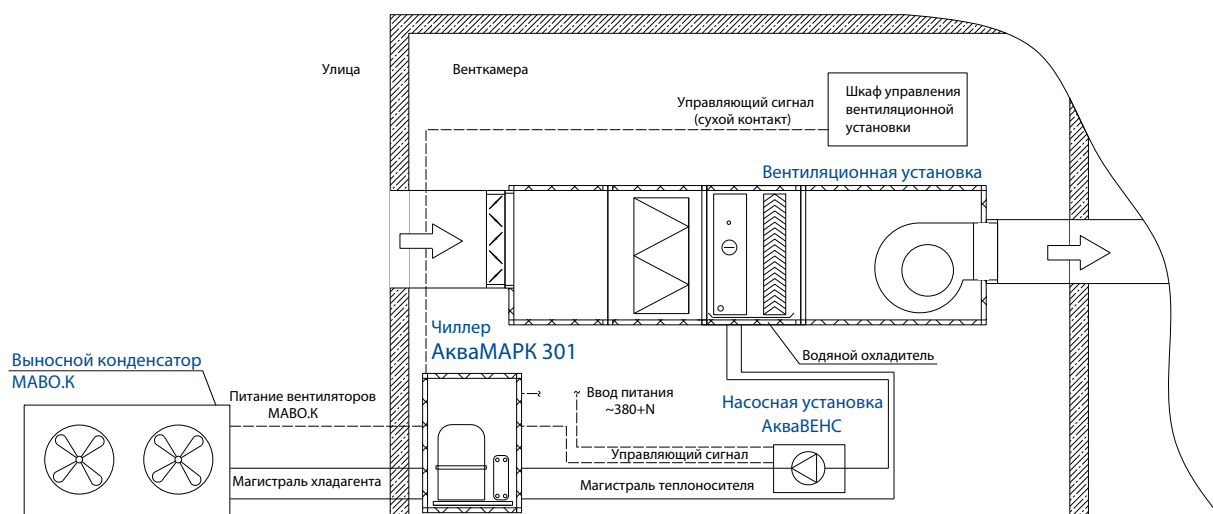 Улица
Венткамера
Управляющий сигнал
(сухой контакт)
Шкаф управления
вентиляционной
установки
Вентиляционная установка
Чиллер
АкваМАРК 301
Водяной охладитель
Выносной конденсатор
МАВО.К
Питание вентиляторов
МАВО.К
Ввод питания
~380+N
Насосная установка
АкваВЕНС
Управляющий сигнал
Магистраль хладагента
Магистраль теплоносителя